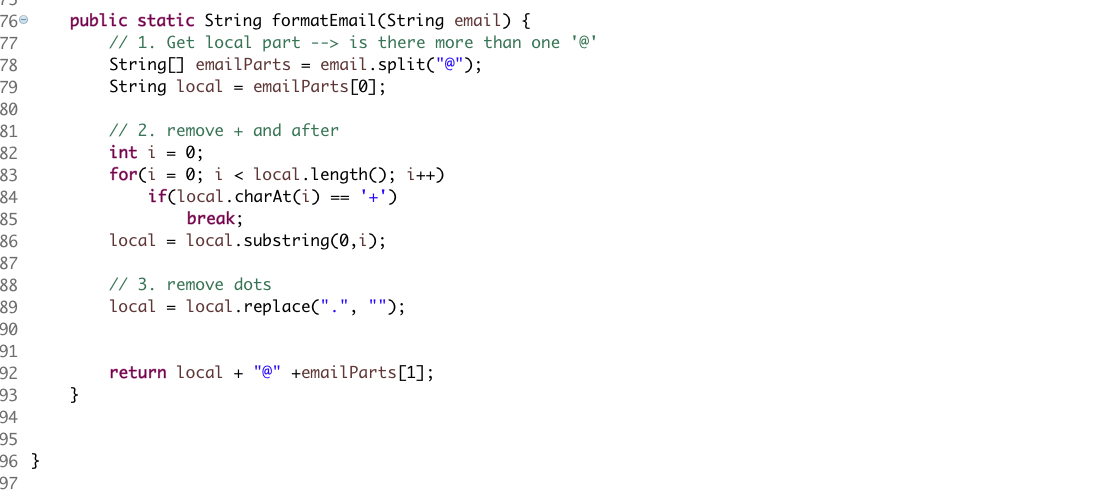 76 public static String formatEmail(String email) {
77 // 1. Get local part --> is there more than one '@'
78 String[] emailParts = email.split("@");
79 String local = emailParts[0];
80
81 // 2. remove + and after
82 int i = 0;
83 for(i = 0; i < local.length(); i++)
84 if(local.charAt(i) == '+')
85 break;
86 local = local.substring(0,i);
87
88 // 3. remove dots
89 local = local.replace(".", "");
90
91
92 return local + "@" +emailParts[1];
93 }
94
95
96 }
97